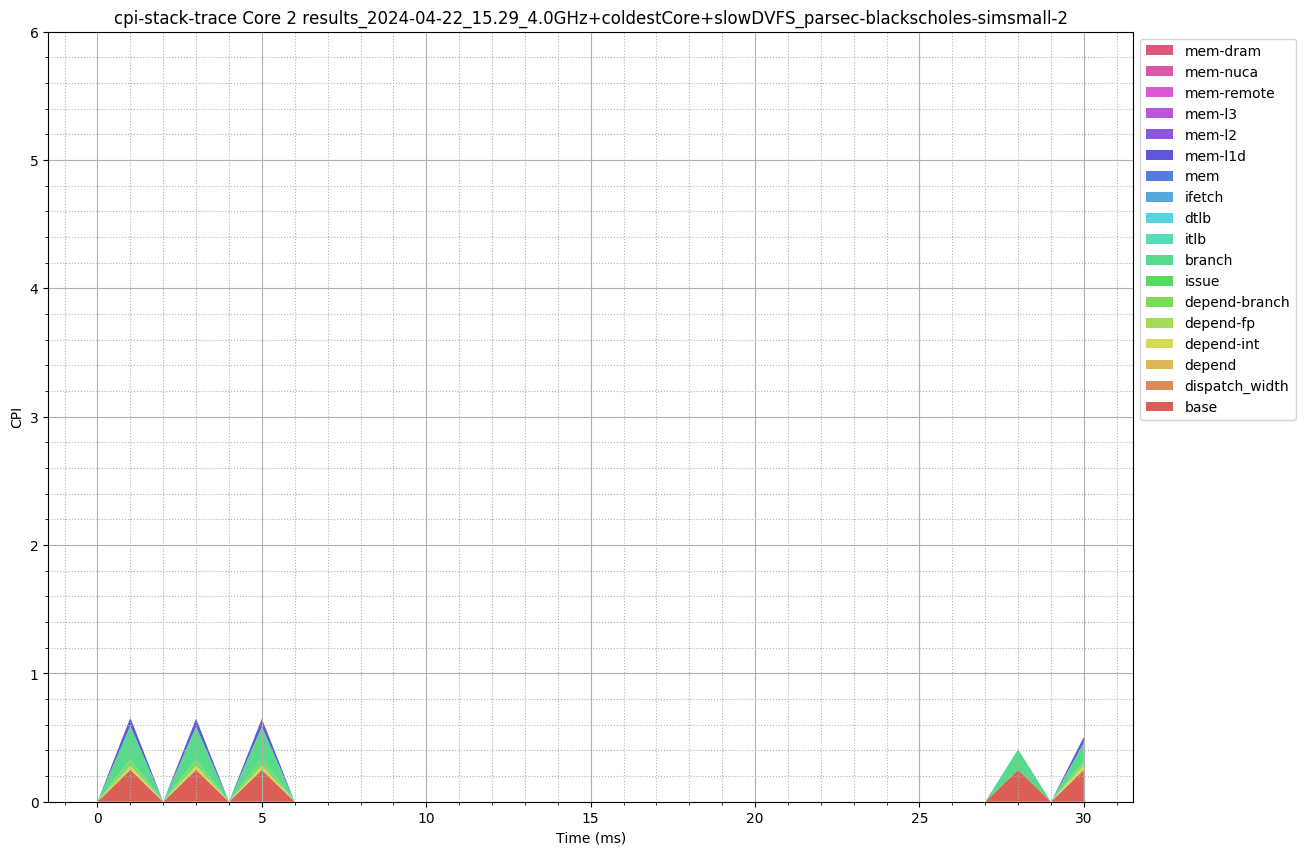 cpi-stack-trace Core 2 results_2024-04-22_15.29_4.0GHz+coldestCore+slowDVFS_parsec-blackscholes-simsmall-2
6
5
4
3
2
1
0
CPI
0
5
10
15
20
25
30
Time (ms)
mem-dram
mem-nuca
mem-remote
mem-l3
mem-l2
mem-l1d
mem
ifetch
dtlb
itlb
branch
issue
depend-branch
depend-fp
depend-int
depend
dispatch_width
base